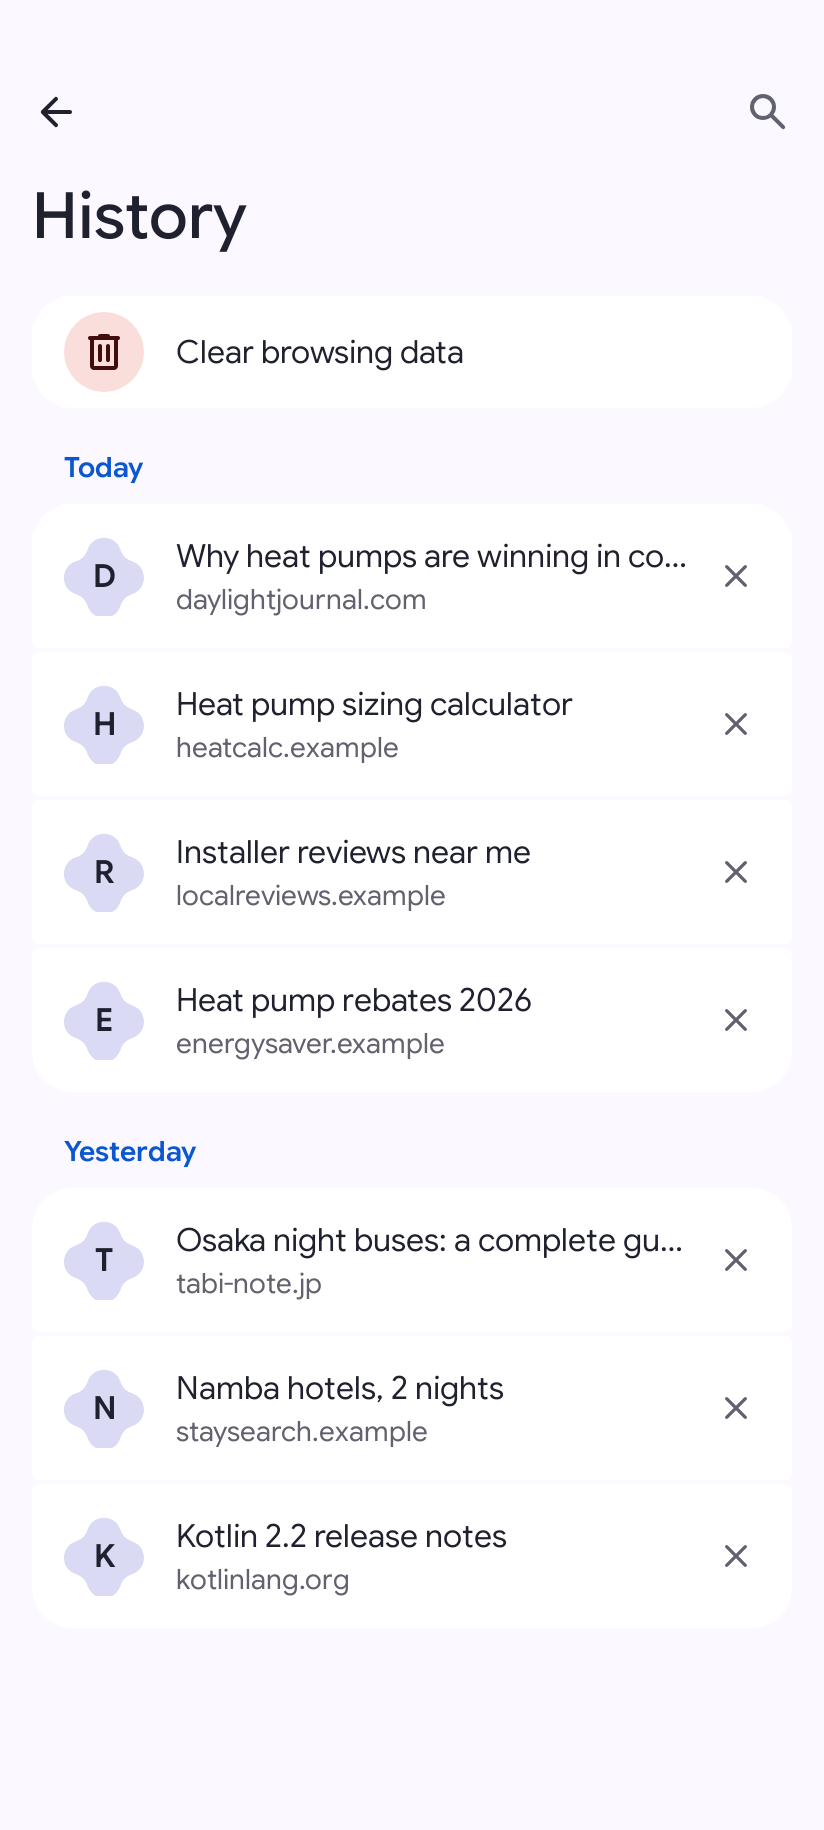 History
Clear browsing data
Today
D
Why heat pumps are winning in co...
daylightjournal.com
H
Heat pump sizing calculator
heatcalc.example
R
Installer reviews near me
localreviews.example
E
Heat pump rebates 2026
energysaver.example
Yesterday
T
Osaka night buses: a complete gu...
tabi-note.jp
N
Namba hotels, 2 nights
staysearch.example
K
Kotlin 2.2 release notes
kotlinlang.org